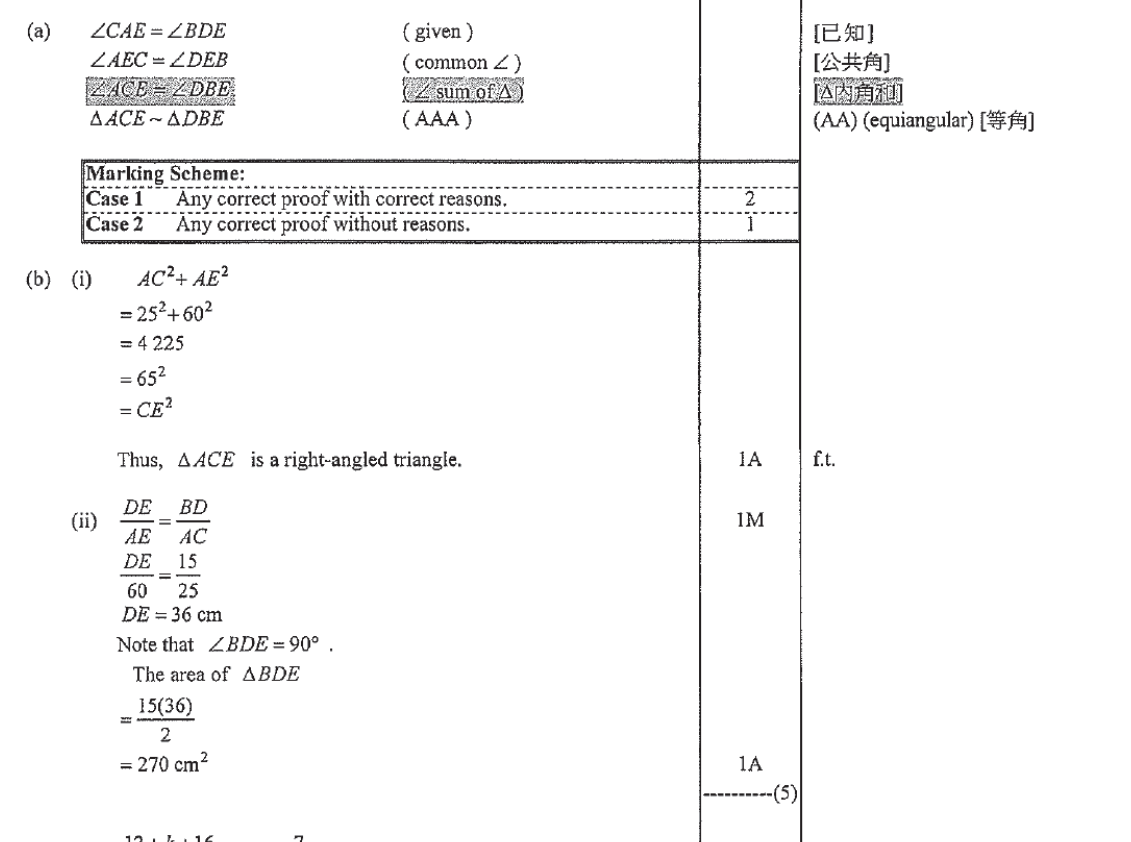 (a) ∠CAE = ∠BDE ( given ) [已知]
∠AEC = ∠DEB ( common ∠ ) [公共角]
∠ACE = ∠DBE ( ∠ sum of Δ ) [Δ內角和]
ΔACE ~ ΔDBE ( AAA ) (AA) (equiangular) [等角]
Marking Scheme:
Case 1 Any correct proof with correct reasons. 2
Case 2 Any correct proof without reasons. 1
(b) (i) AC² + AE²
= 25² + 60²
= 4 225
= 65²
= CE²
Thus, ΔACE is a right-angled triangle. 1A f.t.
(ii) DE/AE = BD/AC 1M
DE/60 = 15/25
DE = 36 cm
Note that ∠BDE = 90° .
The area of ΔBDE
= 15(36)/2
= 270 cm² 1A
----------(5)